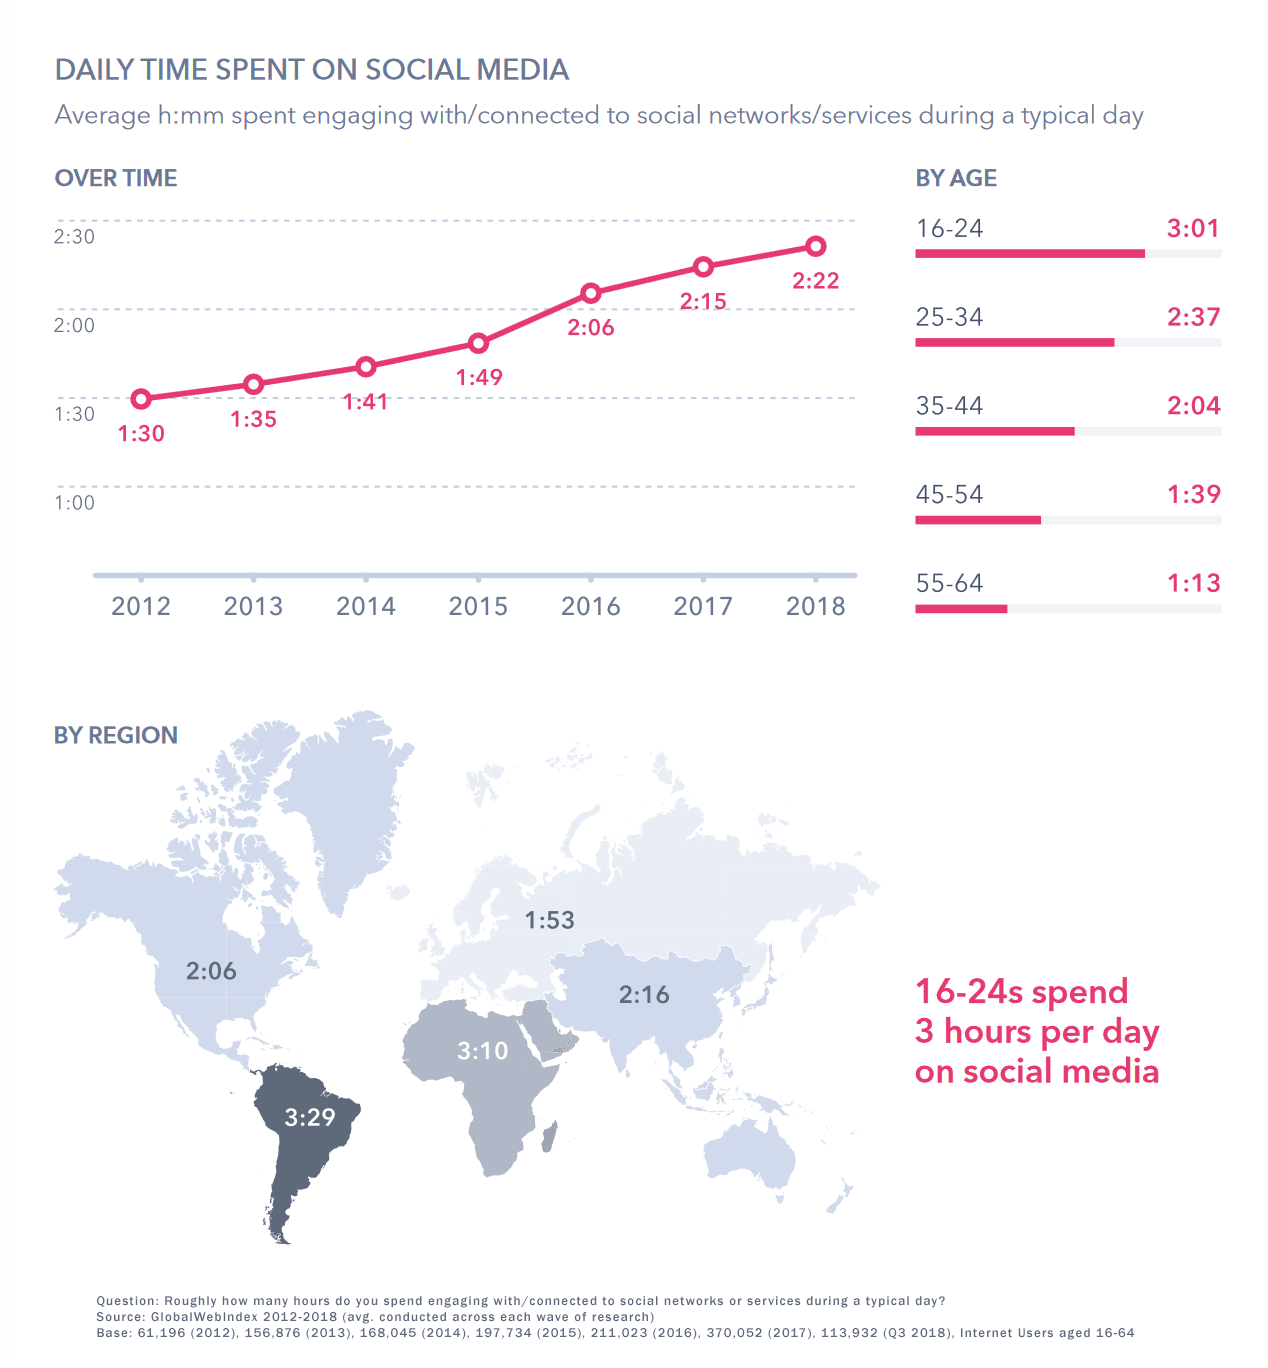 DAILY TIME SPENT ON SOCIAL MEDIA
Average h:mm spent engaging with/connected to social networks/services during a typical day
OVER TIME
2:30
2:00
1:30
1:00
1:30
1:35
1:41
1:49
2:06
2:15
2:22
2012 2013 2014 2015 2016 2017 2018
BY AGE
16-24 3:01
25-34 2:37
35-44 2:04
45-54 1:39
55-64 1:13
BY REGION
1:53
2:06
2:16
3:10
3:29
16-24s spend
3 hours per day
on social media
Question: Roughly how many hours do you spend engaging with/connected to social networks or services during a typical day?
Source: GlobalWebIndex 2012-2018 (avg. conducted across each wave of research)
Base: 61,196 (2012), 156,876 (2013), 168,045 (2014), 197,734 (2015), 211,023 (2016), 370,052 (2017), 113,932 (Q3 2018), Internet Users aged 16-64